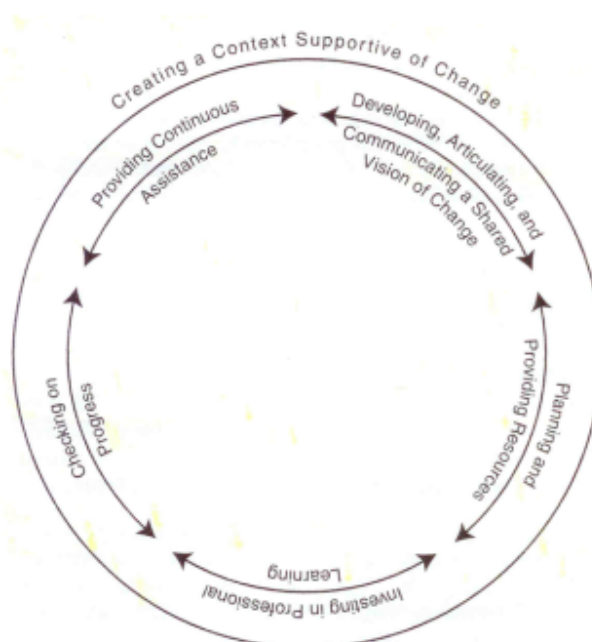 Creating a Context Supportive of Change
Developing, Articulating, and
Communicating a Shared
Vision of Change
Planning and
Providing Resources
Investing in Professional
Learning
Checking on
Progress
Providing Continuous
Assistance